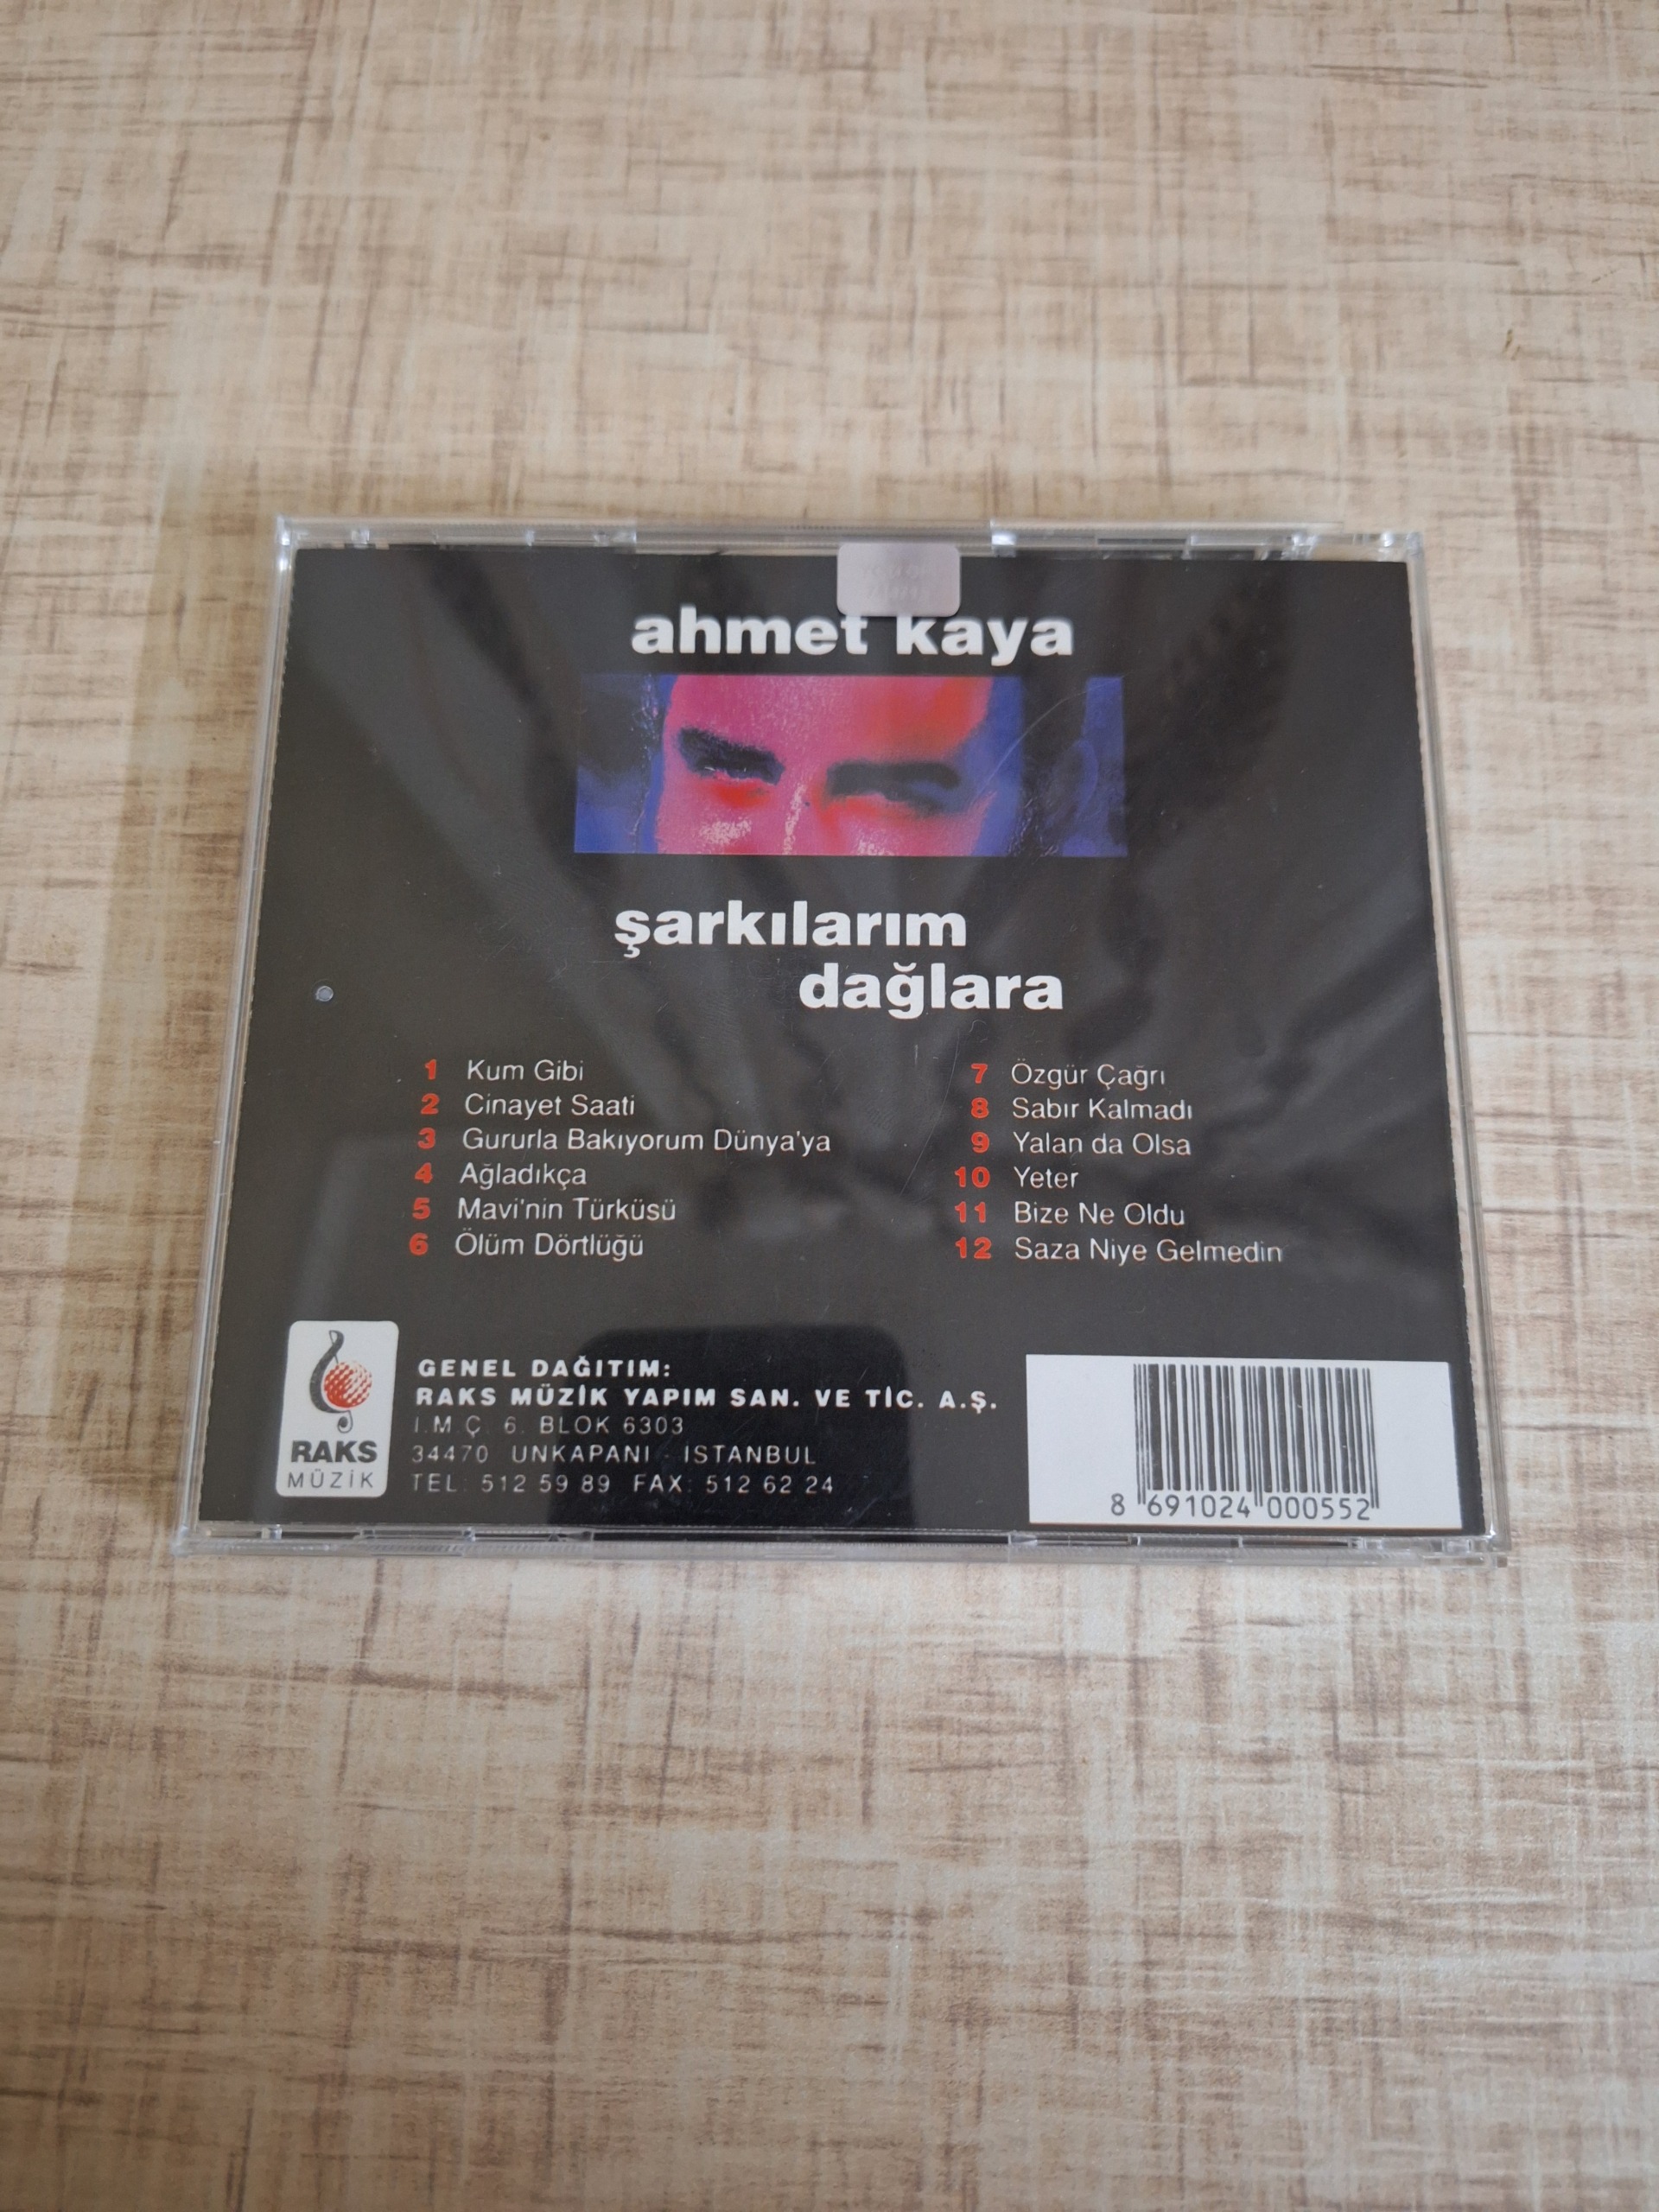 ahmet kaya
şarkılarım
dağlara
1 Kum Gibi
2 Cinayet Saati
3 Gururla Bakıyorum Dünya'ya
4 Ağladıkça
5 Mavi'nin Türküsü
6 Ölüm Dörtlüğü
7 Özgür Çağrı
8 Sabır Kalmadı
9 Yalan da Olsa
10 Yeter
11 Bize Ne Oldu
12 Saza Niye Gelmedin
RAKS
MÜZİK
GENEL DAĞITIM:
RAKS MÜZİK YAPIM SAN. VE TİC. A.Ş.
İ.M.Ç. 6. BLOK 6303
34470 UNKAPANI - İSTANBUL
TEL: 512 59 89 FAX: 512 62 24
8 691024 000552